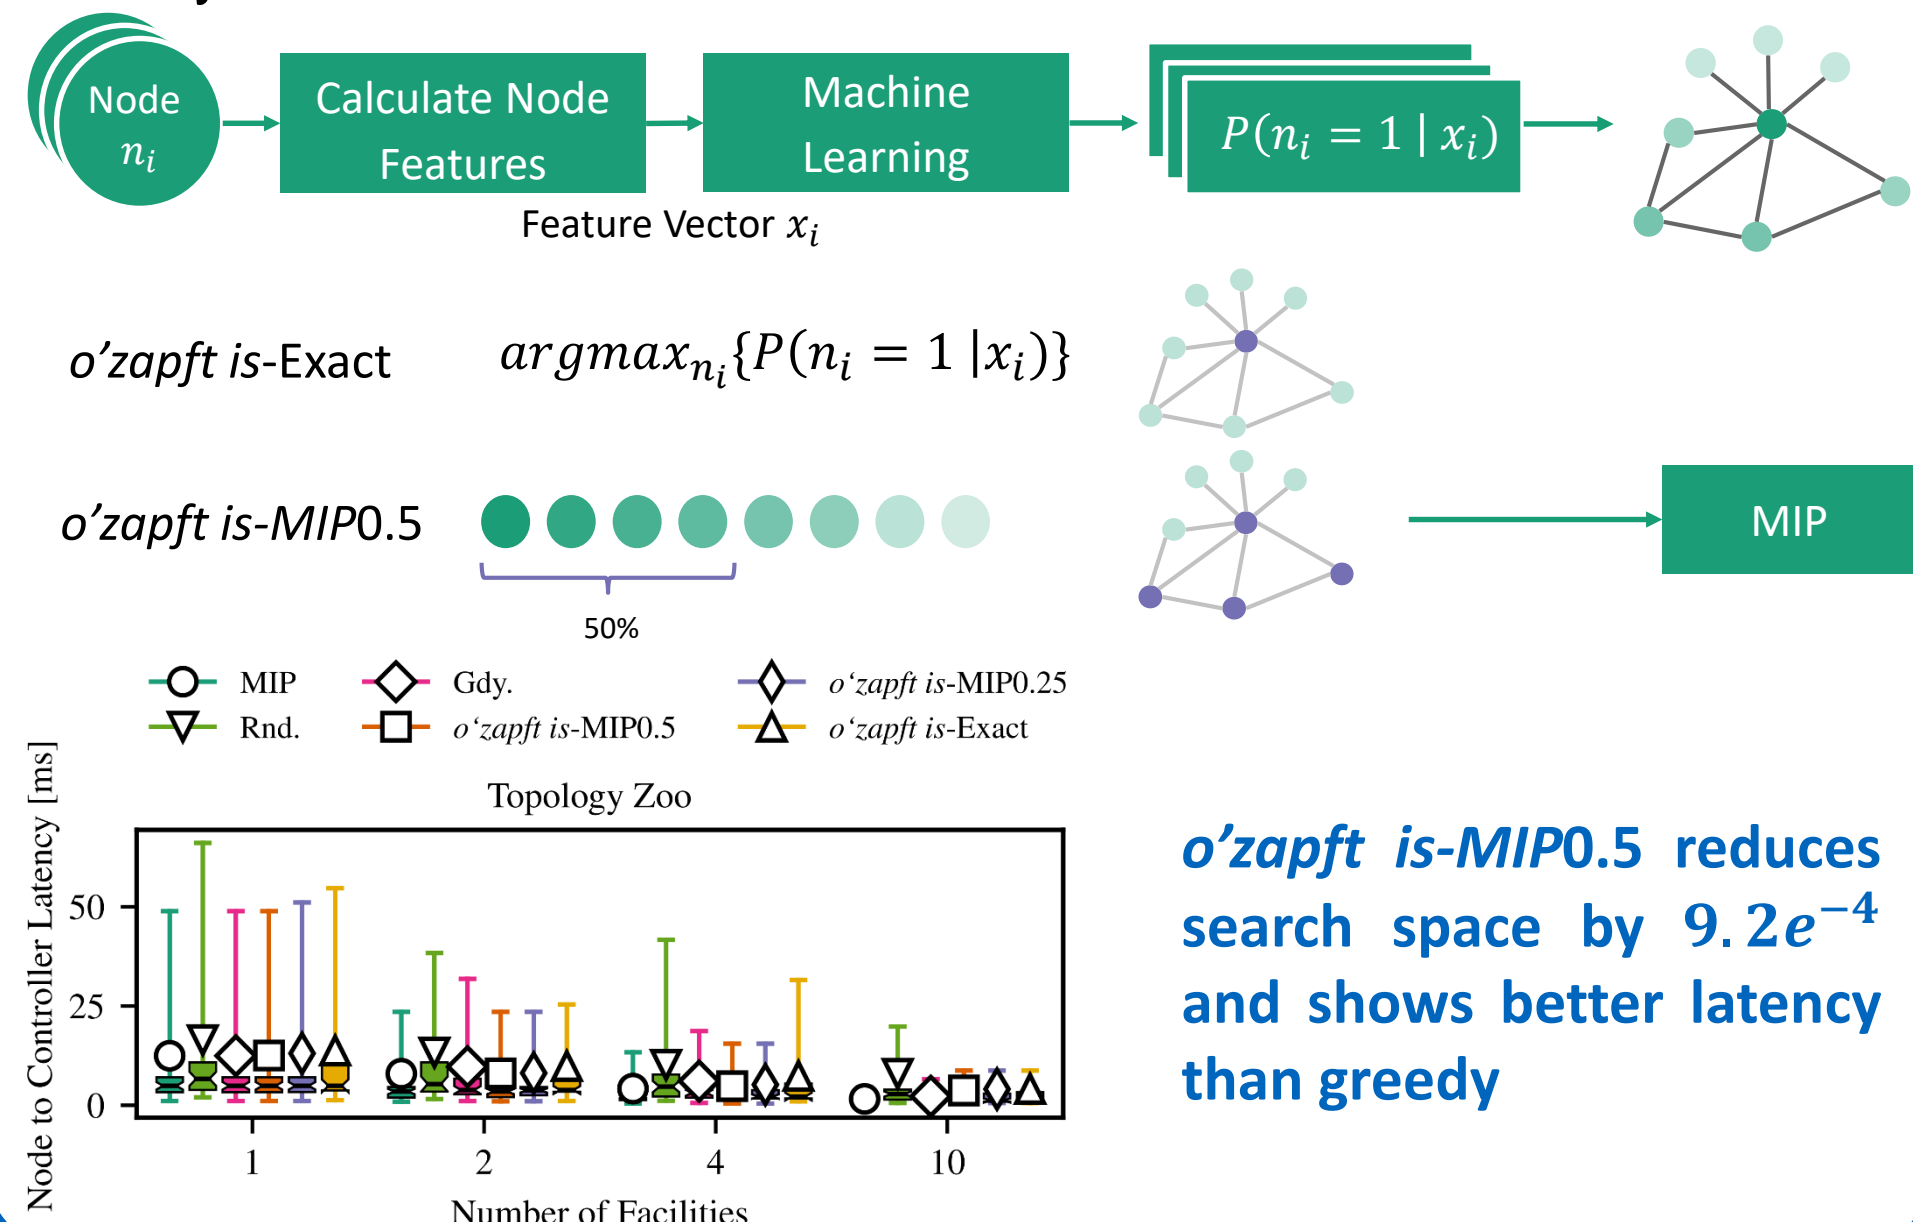 Node
n_i
Calculate Node
Features
Machine
Learning
P(n_i = 1 | x_i)
Feature Vector x_i
o’zapft is-Exact
argmax_{n_i}{P(n_i = 1 |x_i)}
o’zapft is-MIP0.5
MIP
50%
MIP
Gdy.
o‘zapft is-MIP0.25
Rnd.
o‘zapft is-MIP0.5
o‘zapft is-Exact
Topology Zoo
Node to Controller Latency [ms]
50
25
0
1
2
4
10
Number of Facilities
o’zapft is-MIP0.5 reduces
search space by 9.2e^{−4}
and shows better latency
than greedy